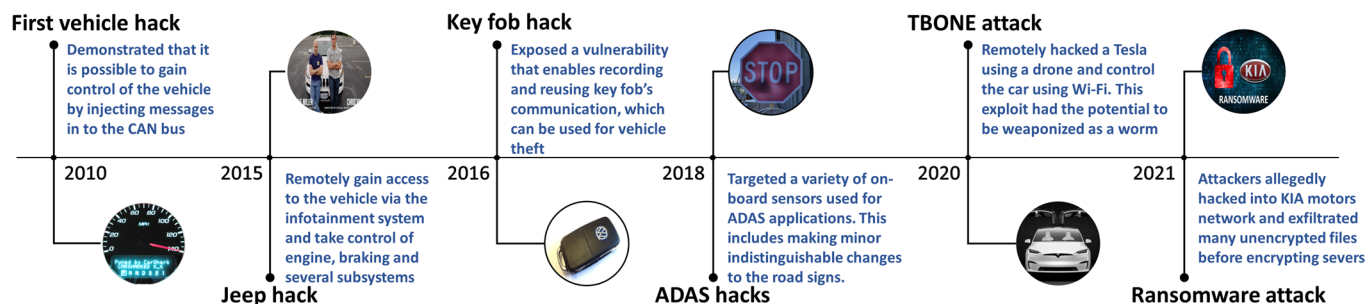 First vehicle hack
Demonstrated that it
is possible to gain
control of the vehicle
by injecting messages
in to the CAN bus
2010
2015
Remotely gain access
to the vehicle via the
infotainment system
and take control of
engine, braking and
several subsystems
Jeep hack
Key fob hack
Exposed a vulnerability
that enables recording
and reusing key fob's
communication, which
can be used for vehicle
theft
2016
STOP
2018
Targeted a variety of on-
board sensors used for
ADAS applications. This
includes making minor
indistinguishable changes
to the road signs.
ADAS hacks
TBONE attack
Remotely hacked a Tesla
using a drone and control
the car using Wi-Fi. This
exploit had the potential to
be weaponized as a worm
2020
KIA
RANSOMWARE
2021
Attackers allegedly
hacked into KIA motors
network and exfiltrated
many unencrypted files
before encrypting severs
Ransomware attack